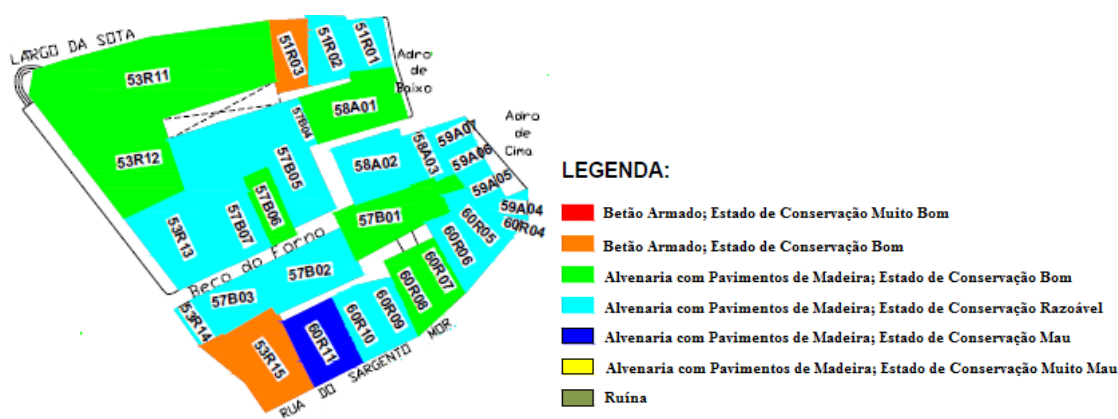 LARGO DA SOTA
53R11
51R03
51R02
51R01
Adro
de
Baixo
58A01
57B04
53R12
57B05
58A02
58A03
59A07
59A06
59A05
59A04
60R04
Adro
de
Cima
57B06
57B07
53R13
57B01
60R05
60R06
Beco do Forno
57B02
57B03
60R07
60R08
60R09
60R10
60R11
53R14
53R15
RUA DO SARGENTO MOR.
LEGENDA:
Betão Armado; Estado de Conservação Muito Bom
Betão Armado; Estado de Conservação Bom
Alvenaria com Pavimentos de Madeira; Estado de Conservação Bom
Alvenaria com Pavimentos de Madeira; Estado de Conservação Razoável
Alvenaria com Pavimentos de Madeira; Estado de Conservação Mau
Alvenaria com Pavimentos de Madeira; Estado de Conservação Muito Mau
Ruína